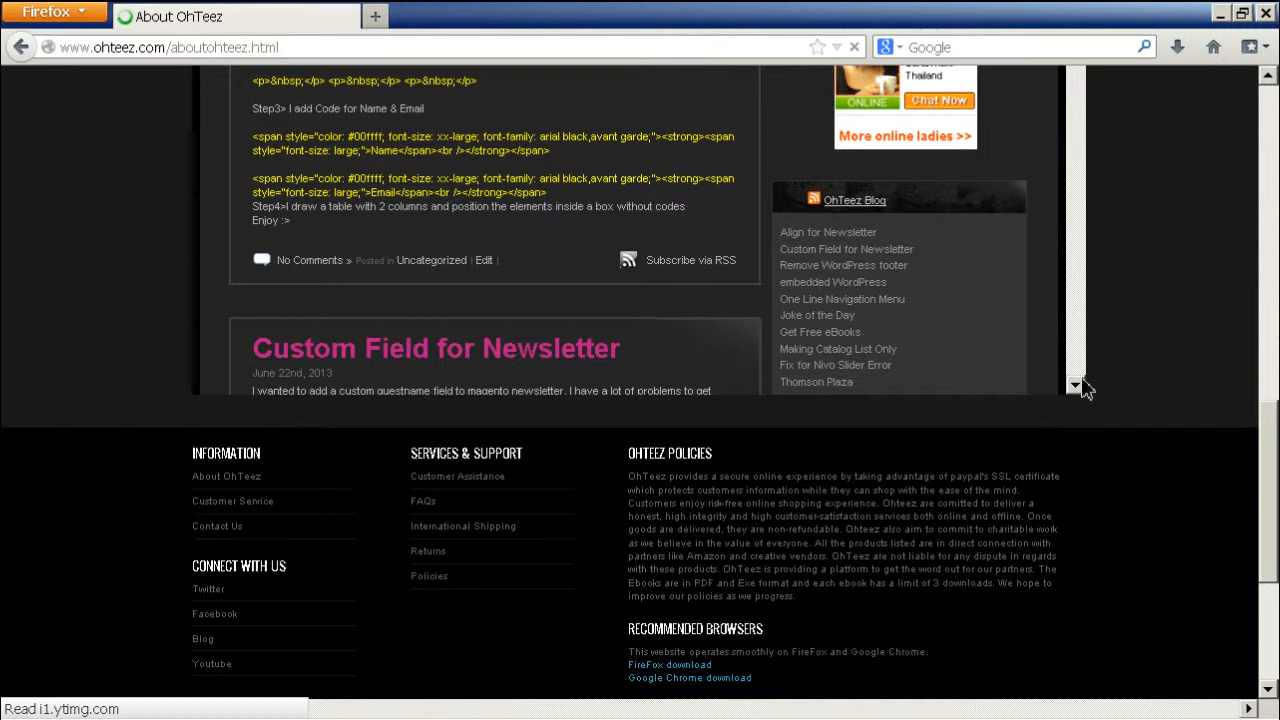 Firefox
About OhTeez
www.ohteez.com/aboutohteez.html
Google
<p>&nbsp;</p> <p>&nbsp;</p> <p>&nbsp;</p>
Step3> I add Code for Name & Email
<span style="color: #00ffff; font-size: xx-large; font-family: arial black,avant garde;"><strong><span
style="font-size: large;">Name</span><br /></strong></span>
<span style="color: #00ffff; font-size: xx-large; font-family: arial black,avant garde;"><strong><span
style="font-size: large;">Email</span><br /></strong></span>
Step4>I draw a table with 2 columns and position the elements inside a box without codes
Enjoy :>
No Comments » Posted in Uncategorized | Edit |
Subscribe via RSS
Custom Field for Newsletter
June 22nd, 2013
I wanted to add a custom guestname field to magento newsletter. I have a lot of problems to get
Thailand
ONLINE
Chat Now
More online ladies >>
OhTeez Blog
Align for Newsletter
Custom Field for Newsletter
Remove WordPress footer
embedded WordPress
One Line Navigation Menu
Joke of the Day
Get Free eBooks
Making Catalog List Only
Fix for Nivo Slider Error
Thomson Plaza
INFORMATION
About OhTeez
Customer Service
Contact Us
CONNECT WITH US
Twitter
Facebook
Blog
Youtube
SERVICES & SUPPORT
Customer Assistance
FAQs
International Shipping
Returns
Policies
OHTEEZ POLICIES
OhTeez provides a secure online experience by taking advantage of paypal's SSL certificate
which protects customers information while they can shop with the ease of the mind.
Customers enjoy risk-free online shopping experience. Ohteez are comitted to deliver a
honest, high integrity and high customer-satisfaction services both online and offline. Once
goods are delivered, they are non-refundable. Ohteez also aim to commit to charitable work
as we believe in the value of everyone. All the products listed are in direct connection with
partners like Amazon and creative vendors. OhTeez are not liable for any dispute in regards
with these products. OhTeez is providing a platform to get the word out for our partners. The
Ebooks are in PDF and Exe format and each ebook has a limit of 3 downloads. We hope to
improve our policies as we progress.
RECOMMENDED BROWSERS
This website operates smoothly on FireFox and Google Chrome.
FireFox download
Google Chrome download
Read i1.ytimg.com